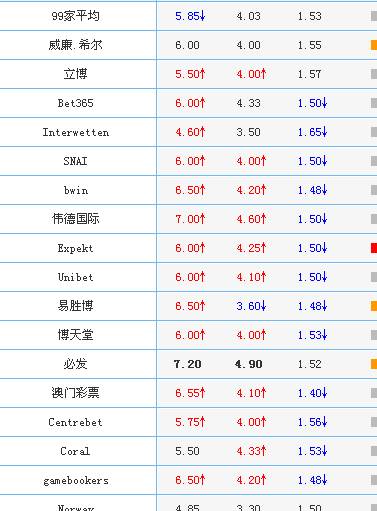 99家平均 5.85↓ 4.03 1.53
威廉.希尔 6.00 4.00 1.55
立博 5.50↑ 4.00↑ 1.57
Bet365 6.00↑ 4.33 1.50↓
Interwetten 4.60↑ 3.50 1.65↓
SNAI 6.00↑ 4.00↑ 1.50↓
bwin 6.50↑ 4.20↑ 1.48↓
伟德国际 7.00↑ 4.60↑ 1.50↓
Expekt 6.00↑ 4.25↑ 1.50↓
Unibet 6.00↑ 4.10↑ 1.50↓
易胜博 6.50↑ 3.60↓ 1.48↓
博天堂 6.00↑ 4.00↑ 1.53↓
必发 7.20 4.90 1.52
澳门彩票 6.55↑ 4.10↑ 1.40↓
Centrebet 5.75↑ 4.00↑ 1.56↓
Coral 5.50 4.33↑ 1.53↓
gamebookers 6.50↑ 4.20↑ 1.48↓
Norway 4.85 3.30 1.50